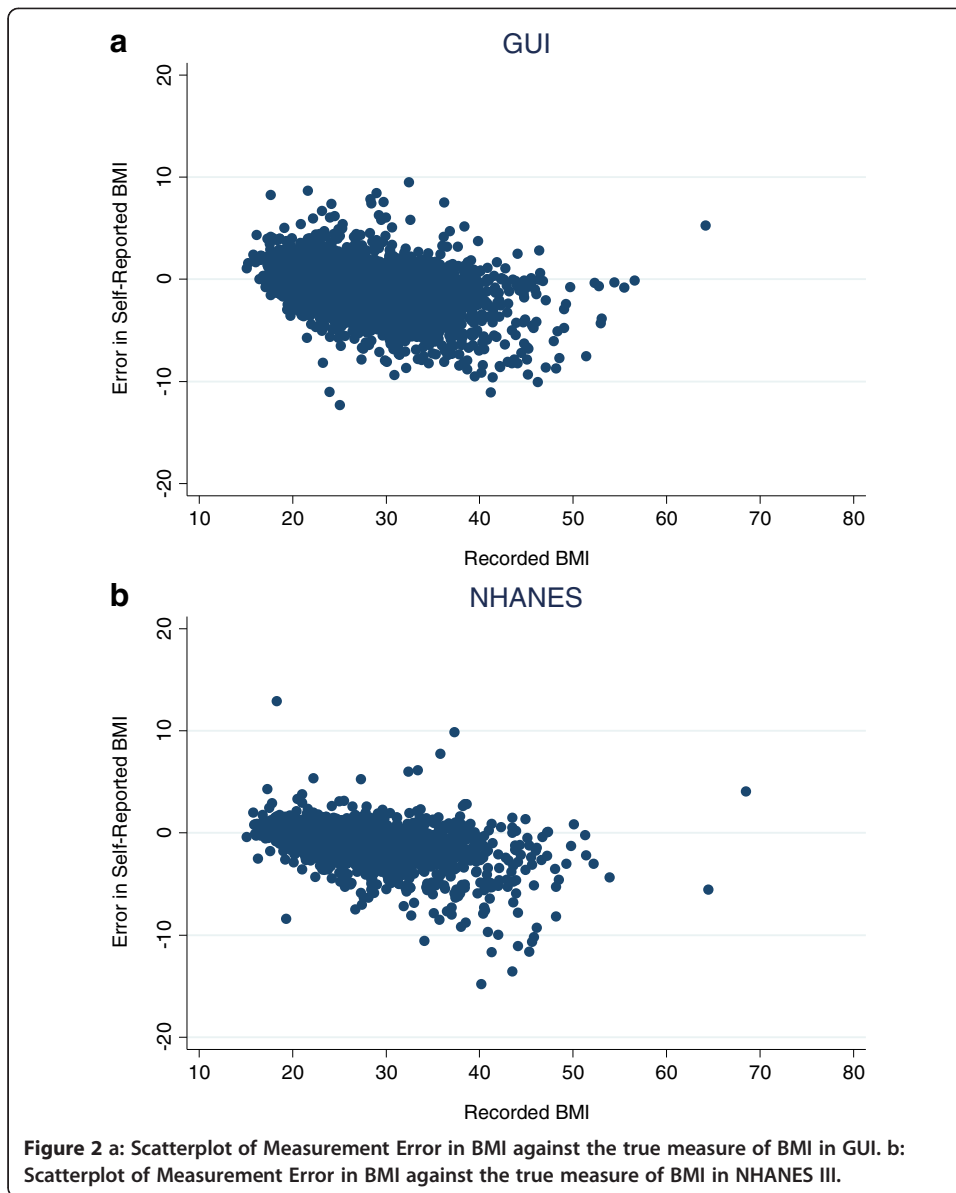 a
GUI
20
10
0
-10
-20
Error in Self-Reported BMI
10 20 30 40 50 60 70 80
Recorded BMI
b
NHANES
20
10
0
-10
-20
Error in Self-Reported BMI
10 20 30 40 50 60 70 80
Recorded BMI
Figure 2 a: Scatterplot of Measurement Error in BMI against the true measure of BMI in GUI. b:
Scatterplot of Measurement Error in BMI against the true measure of BMI in NHANES III.